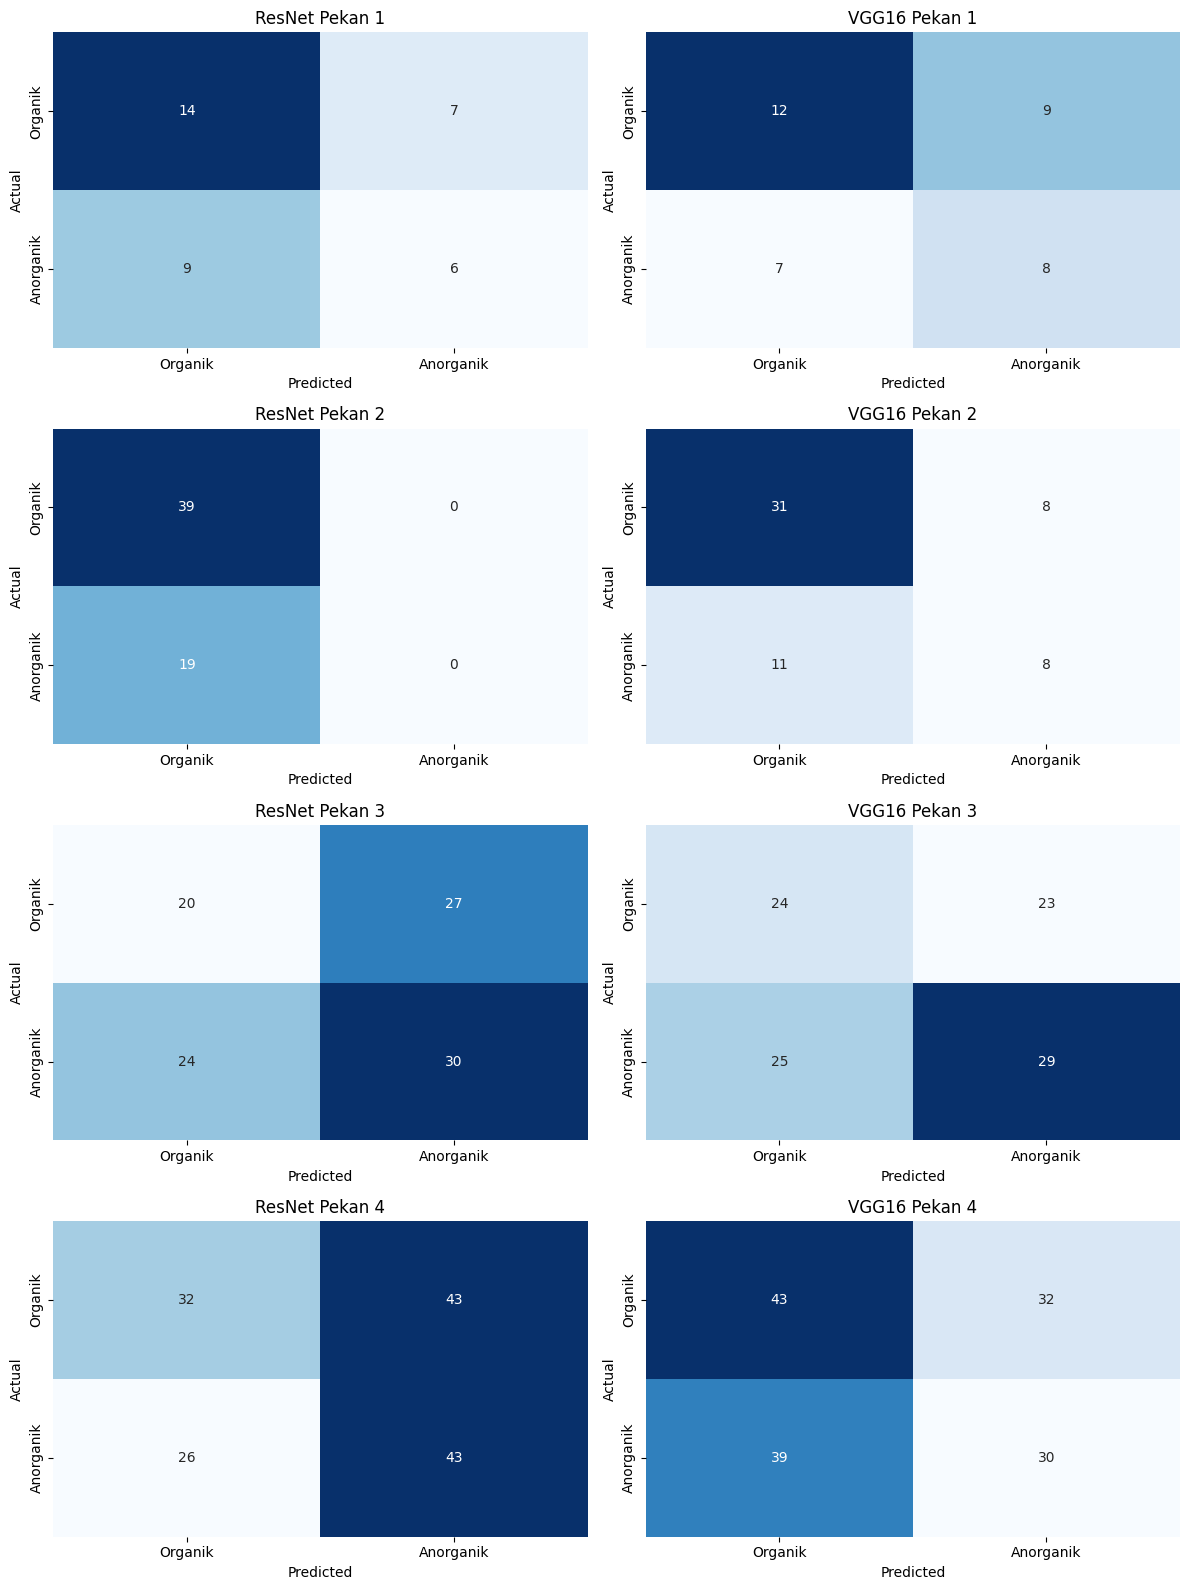 ResNet Pekan 1
Actual
Organik
14
7
Anorganik
9
6
Organik
Anorganik
Predicted
VGG16 Pekan 1
Actual
Organik
12
9
Anorganik
7
8
Organik
Anorganik
Predicted
ResNet Pekan 2
Actual
Organik
39
0
Anorganik
19
0
Organik
Anorganik
Predicted
VGG16 Pekan 2
Actual
Organik
31
8
Anorganik
11
8
Organik
Anorganik
Predicted
ResNet Pekan 3
Actual
Organik
20
27
Anorganik
24
30
Organik
Anorganik
Predicted
VGG16 Pekan 3
Actual
Organik
24
23
Anorganik
25
29
Organik
Anorganik
Predicted
ResNet Pekan 4
Actual
Organik
32
43
Anorganik
26
43
Organik
Anorganik
Predicted
VGG16 Pekan 4
Actual
Organik
43
32
Anorganik
39
30
Organik
Anorganik
Predicted